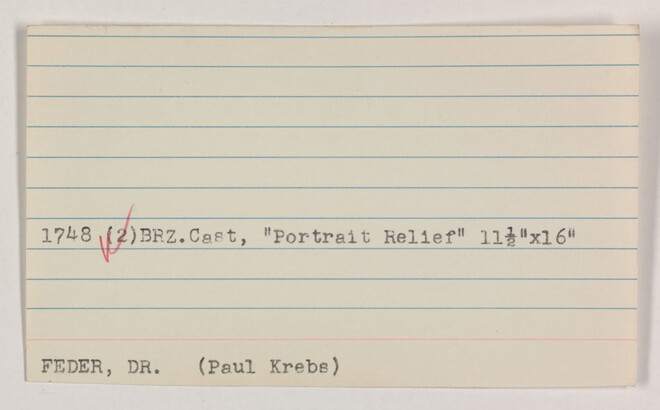 1748 (2)BRZ.Cast, "Portrait Relief" 11½"x16"
FEDER, DR. (Paul Krebs)